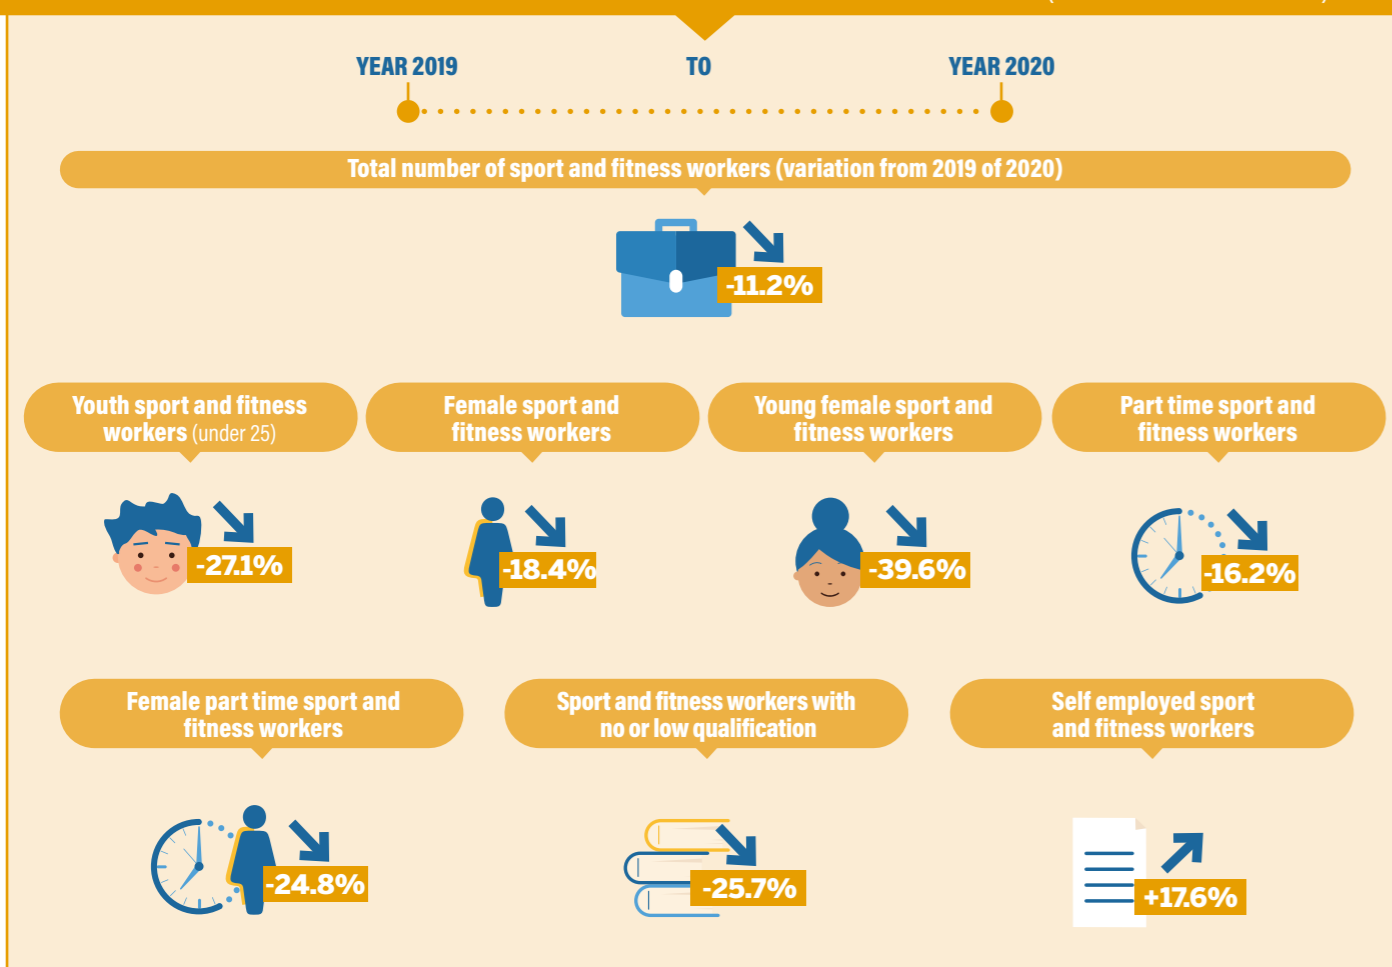 YEAR 2019 TO YEAR 2020
Total number of sport and fitness workers (variation from 2019 of 2020)
-11.2%
Youth sport and fitness
workers (under 25)
-27.1%
Female sport and
fitness workers
-18.4%
Young female sport and
fitness workers
-39.6%
Part time sport and
fitness workers
-16.2%
Female part time sport and
fitness workers
-24.8%
Sport and fitness workers with
no or low qualification
-25.7%
Self employed sport
and fitness workers
+17.6%